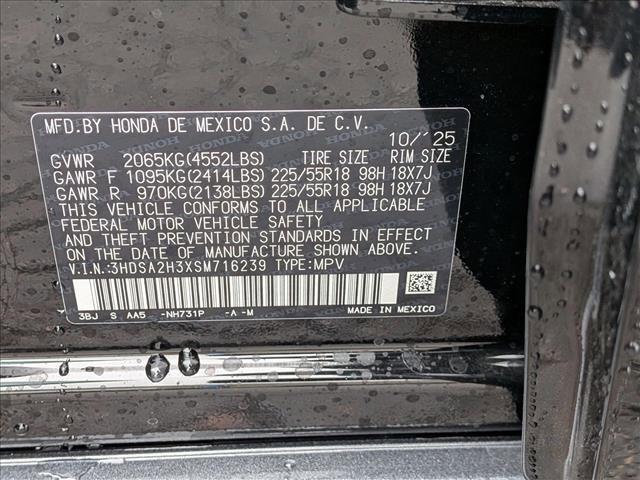 MFD.BY HONDA DE MEXICO S.A. DE C.V.
10/'25
GVWR 2065KG(4552LBS) TIRE SIZE RIM SIZE
GAWR F 1095KG(2414LBS) 225/55R18 98H 18X7J
GAWR R 970KG(2138LBS) 225/55R18 98H 18X7J
THIS VEHICLE CONFORMS TO ALL APPLICABLE
FEDERAL MOTOR VEHICLE SAFETY
AND THEFT PREVENTION STANDARDS IN EFFECT
ON THE DATE OF MANUFACTURE SHOWN ABOVE.
V.I.N.:3HDSA2H3XSM716239 TYPE:MPV
3BJ S AA5 -NH731P -A -M MADE IN MEXICO